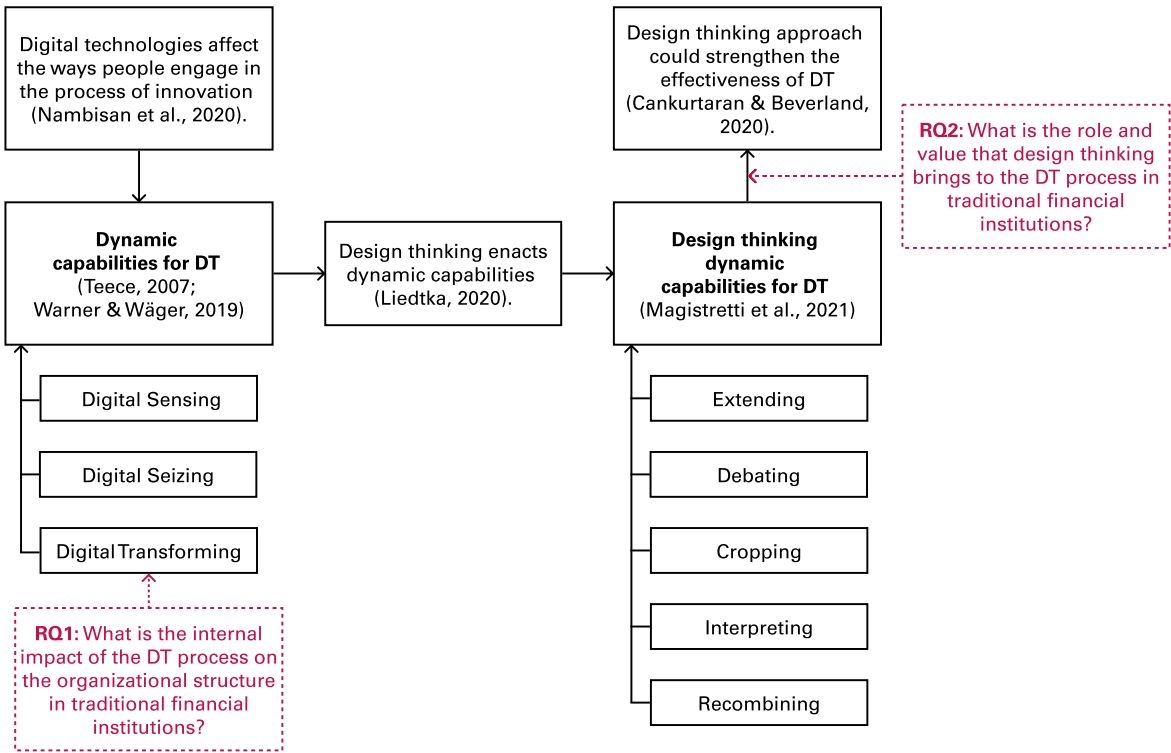 Digital technologies affect
the ways people engage in
the process of innovation
(Nambisan et al., 2020).
Design thinking approach
could strengthen the
effectiveness of DT
(Cankurtaran & Beverland,
2020).
RQ2: What is the role and
value that design thinking
brings to the DT process in
traditional financial
institutions?
Dynamic
capabilities for DT
(Teece, 2007;
Warner & Wäger, 2019)
Design thinking enacts
dynamic capabilities
(Liedtka, 2020).
Design thinking
dynamic
capabilities for DT
(Magistretti et al., 2021)
Digital Sensing
Digital Seizing
Digital Transforming
RQ1: What is the internal
impact of the DT process on
the organizational structure
in traditional financial
institutions?
Extending
Debating
Cropping
Interpreting
Recombining